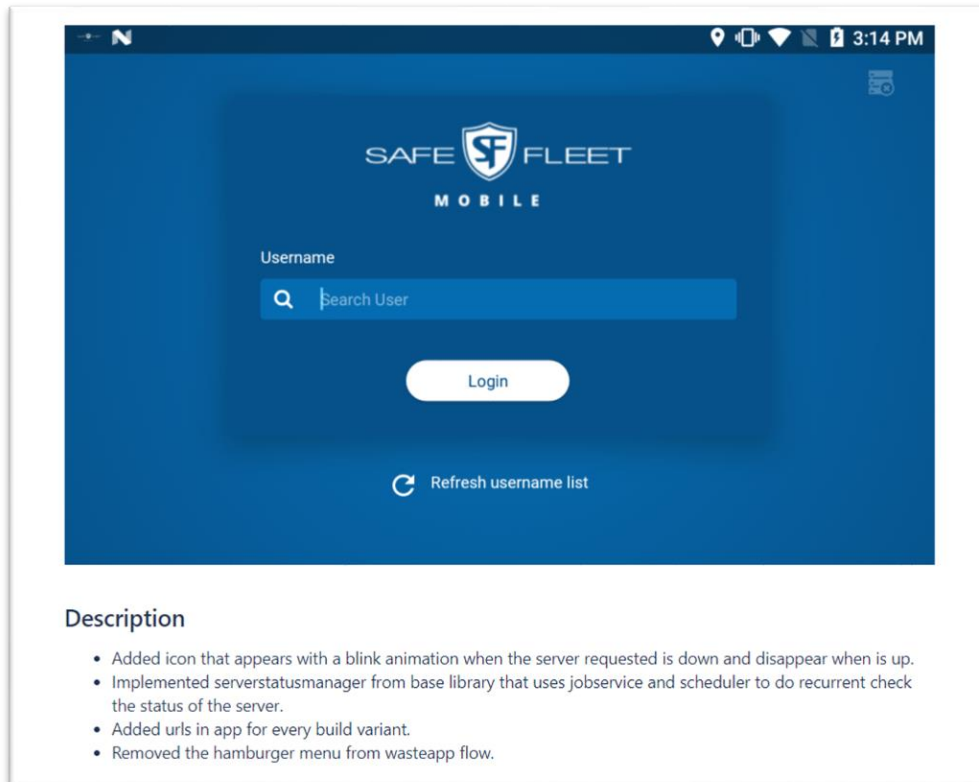 3:14 PM
SAFE SF FLEET
MOBILE
Username
Search User
Login
Refresh username list
Description
• Added icon that appears with a blink animation when the server requested is down and disappear when is up.
• Implemented serverstatusmanager from base library that uses jobservice and scheduler to do recurrent check
the status of the server.
• Added urls in app for every build variant.
• Removed the hamburger menu from wasteapp flow.